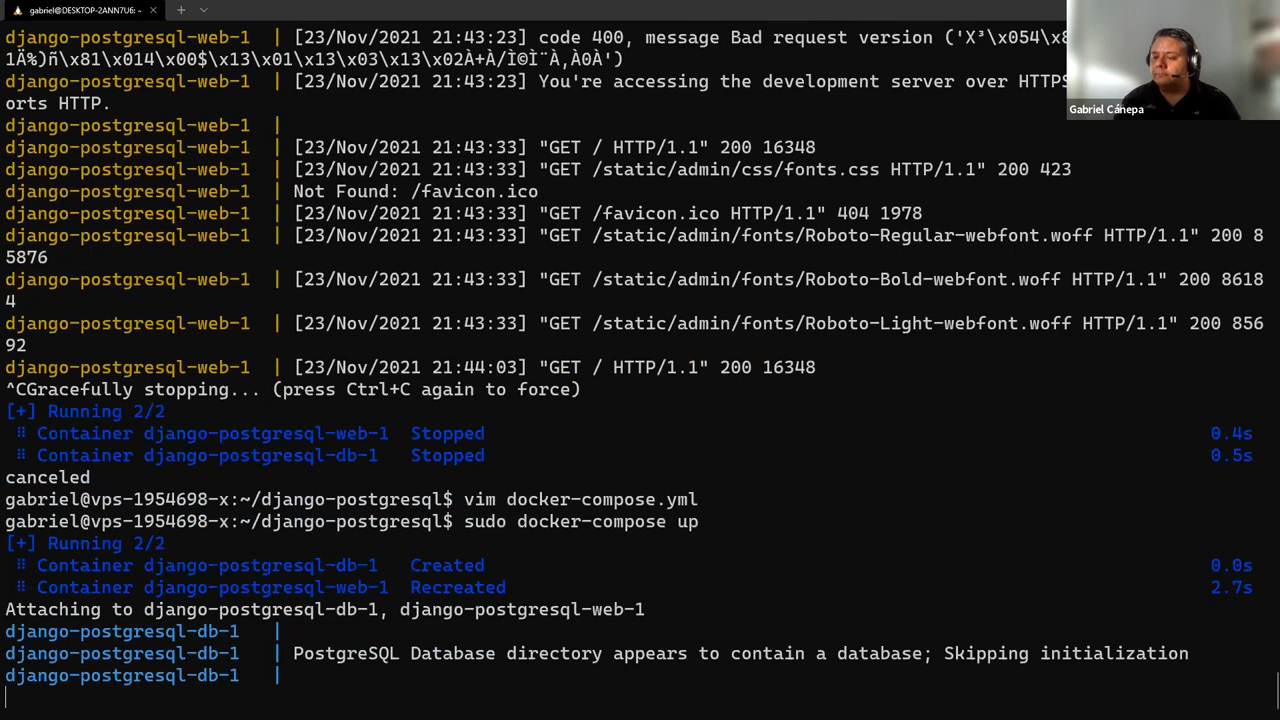 gabriel@DESKTOP-2ANN7U6: ~
django-postgresql-web-1 | [23/Nov/2021 21:43:23] code 400, message Bad request version
django-postgresql-web-1 | [23/Nov/2021 21:43:23] You're accessing the development server over HTTPS
orts HTTP.
django-postgresql-web-1 |
django-postgresql-web-1 | [23/Nov/2021 21:43:33] "GET / HTTP/1.1" 200 16348
django-postgresql-web-1 | [23/Nov/2021 21:43:33] "GET /static/admin/css/fonts.css HTTP/1.1" 200 423
django-postgresql-web-1 | Not Found: /favicon.ico
django-postgresql-web-1 | [23/Nov/2021 21:43:33] "GET /favicon.ico HTTP/1.1" 404 1978
django-postgresql-web-1 | [23/Nov/2021 21:43:33] "GET /static/admin/fonts/Roboto-Regular-webfont.woff HTTP/1.1" 200 8
5876
django-postgresql-web-1 | [23/Nov/2021 21:43:33] "GET /static/admin/fonts/Roboto-Bold-webfont.woff HTTP/1.1" 200 8618
4
django-postgresql-web-1 | [23/Nov/2021 21:43:33] "GET /static/admin/fonts/Roboto-Light-webfont.woff HTTP/1.1" 200 856
92
django-postgresql-web-1 | [23/Nov/2021 21:44:03] "GET / HTTP/1.1" 200 16348
^CGracefully stopping... (press Ctrl+C again to force)
[+] Running 2/2
⠿ Container django-postgresql-web-1 Stopped 0.4s
⠿ Container django-postgresql-db-1 Stopped 0.5s
canceled
gabriel@vps-1954698-x:~/django-postgresql$ vim docker-compose.yml
gabriel@vps-1954698-x:~/django-postgresql$ sudo docker-compose up
[+] Running 2/2
⠿ Container django-postgresql-db-1 Created 0.0s
⠿ Container django-postgresql-web-1 Recreated 2.7s
Attaching to django-postgresql-db-1, django-postgresql-web-1
django-postgresql-db-1 |
django-postgresql-db-1 | PostgreSQL Database directory appears to contain a database; Skipping initialization
django-postgresql-db-1 |
Gabriel Cánepa